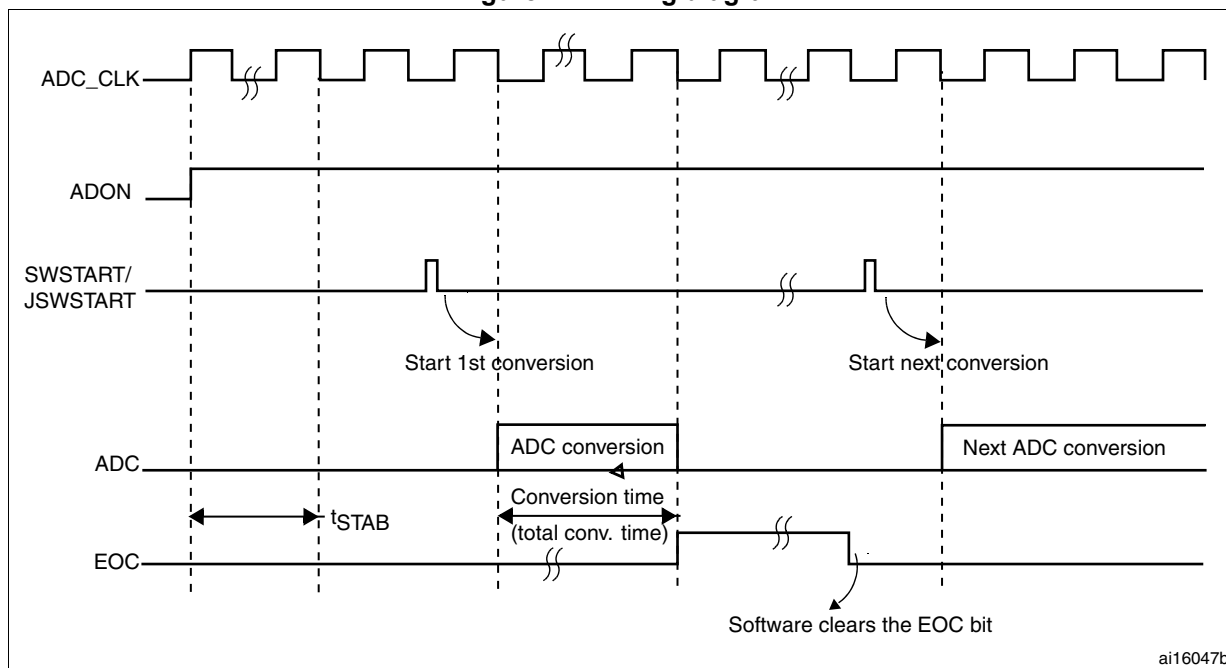 ADC_CLK
ADON
SWSTART/
JSWSTART
Start 1st conversion
Start next conversion
ADC conversion
Next ADC conversion
ADC
Conversion time
tSTAB
(total conv. time)
EOC
Software clears the EOC bit
ai16047b